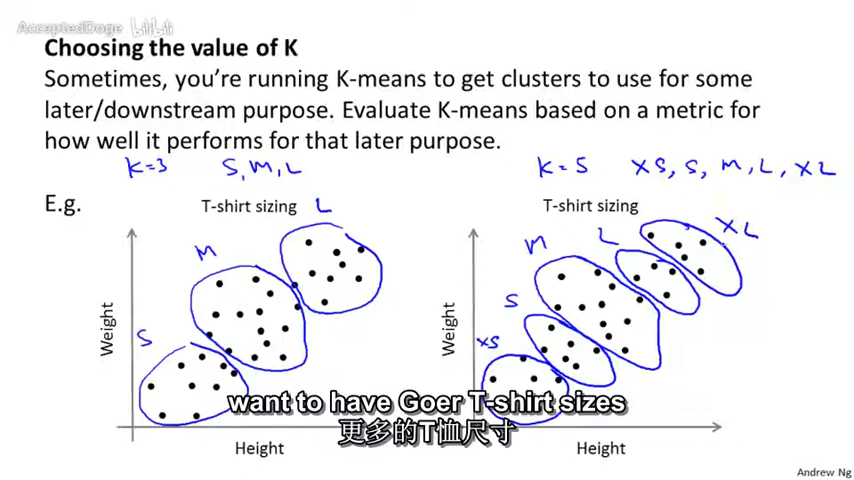 AcceptedDoge bilibili
Choosing the value of K
Sometimes, you're running K-means to get clusters to use for some
later/downstream purpose. Evaluate K-means based on a metric for
how well it performs for that later purpose.
K=3 S, M, L K=5 XS, S, M, L, XL
E.g. T-shirt sizing L T-shirt sizing
M M L XL
S S XS
Weight Weight
want to have Goer T-shirt sizes
更多的T恤尺寸
Height Height
Andrew Ng